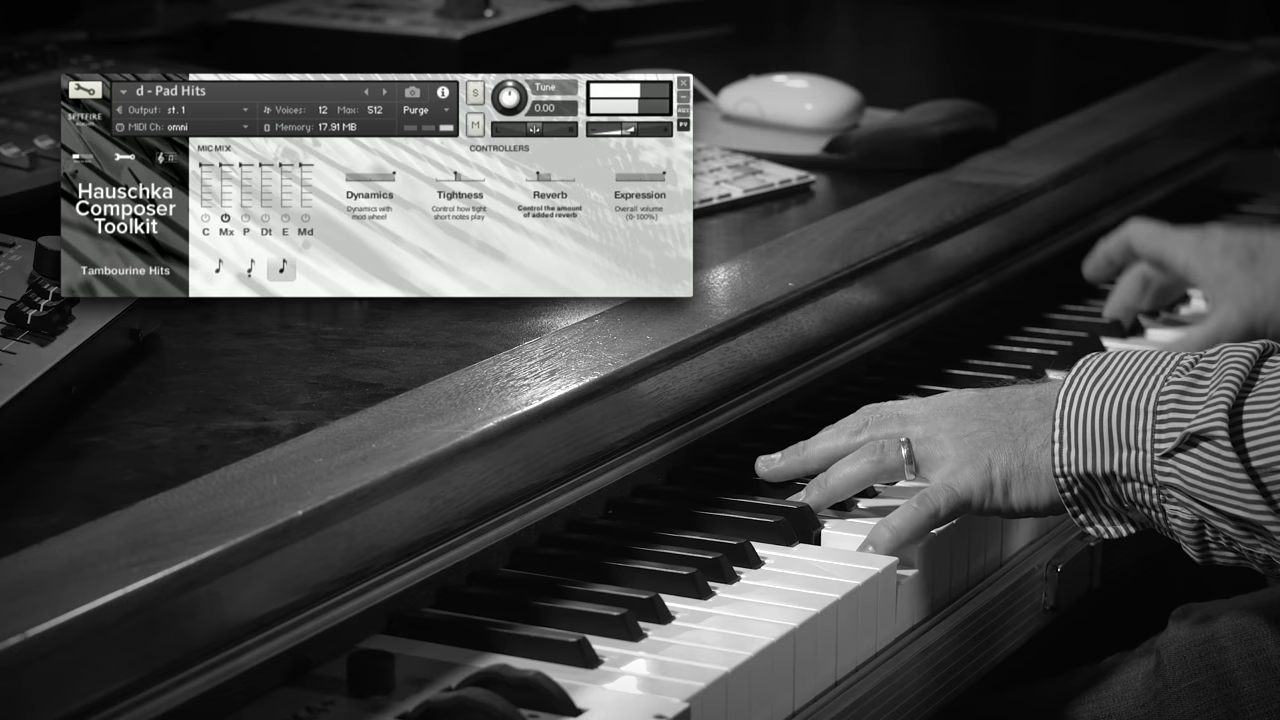 d - Pad Hits
S
Tune
Output: st.1
Voices: 12 Max: 512
Purge
0.00
SPITFIRE
MIDI Ch: omni
Memory: 17.91 MB
M
L
R
AUX
PV
MIC MIX
CONTROLLERS
Hauschka
Composer
Toolkit
Dynamics
Tightness
Reverb
Expression
Dynamics with
mod wheel
Control how tight
short notes play
Control the amount
of added reverb
Overall volume
(0-100%)
C Mx P Dt E Md
Tambourine Hits